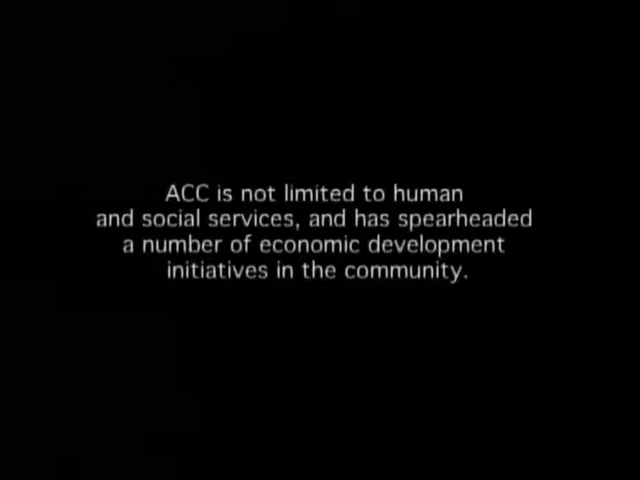 ACC is not limited to human
and social services, and has spearheaded
a number of economic development
initiatives in the community.